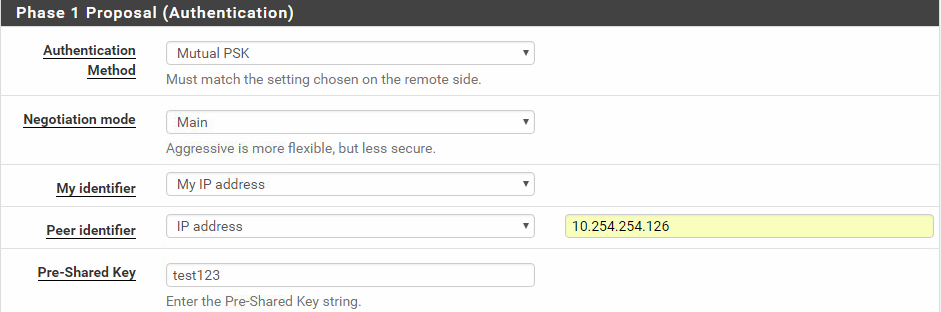 Phase 1 Proposal (Authentication)
Authentication Method
Mutual PSK
Must match the setting chosen on the remote side.
Negotiation mode
Main
Aggressive is more flexible, but less secure.
My identifier
My IP address
Peer identifier
IP address
10.254.254.126
Pre-Shared Key
test123
Enter the Pre-Shared Key string.